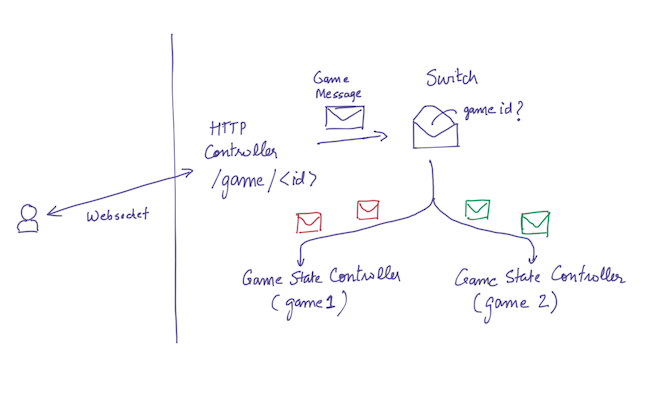 Game
Message
Switch
game id?
HTTP
Controller
/game/<id>
Websocket
Game State Controller
(game 1)
Game State Controller
(game 2)